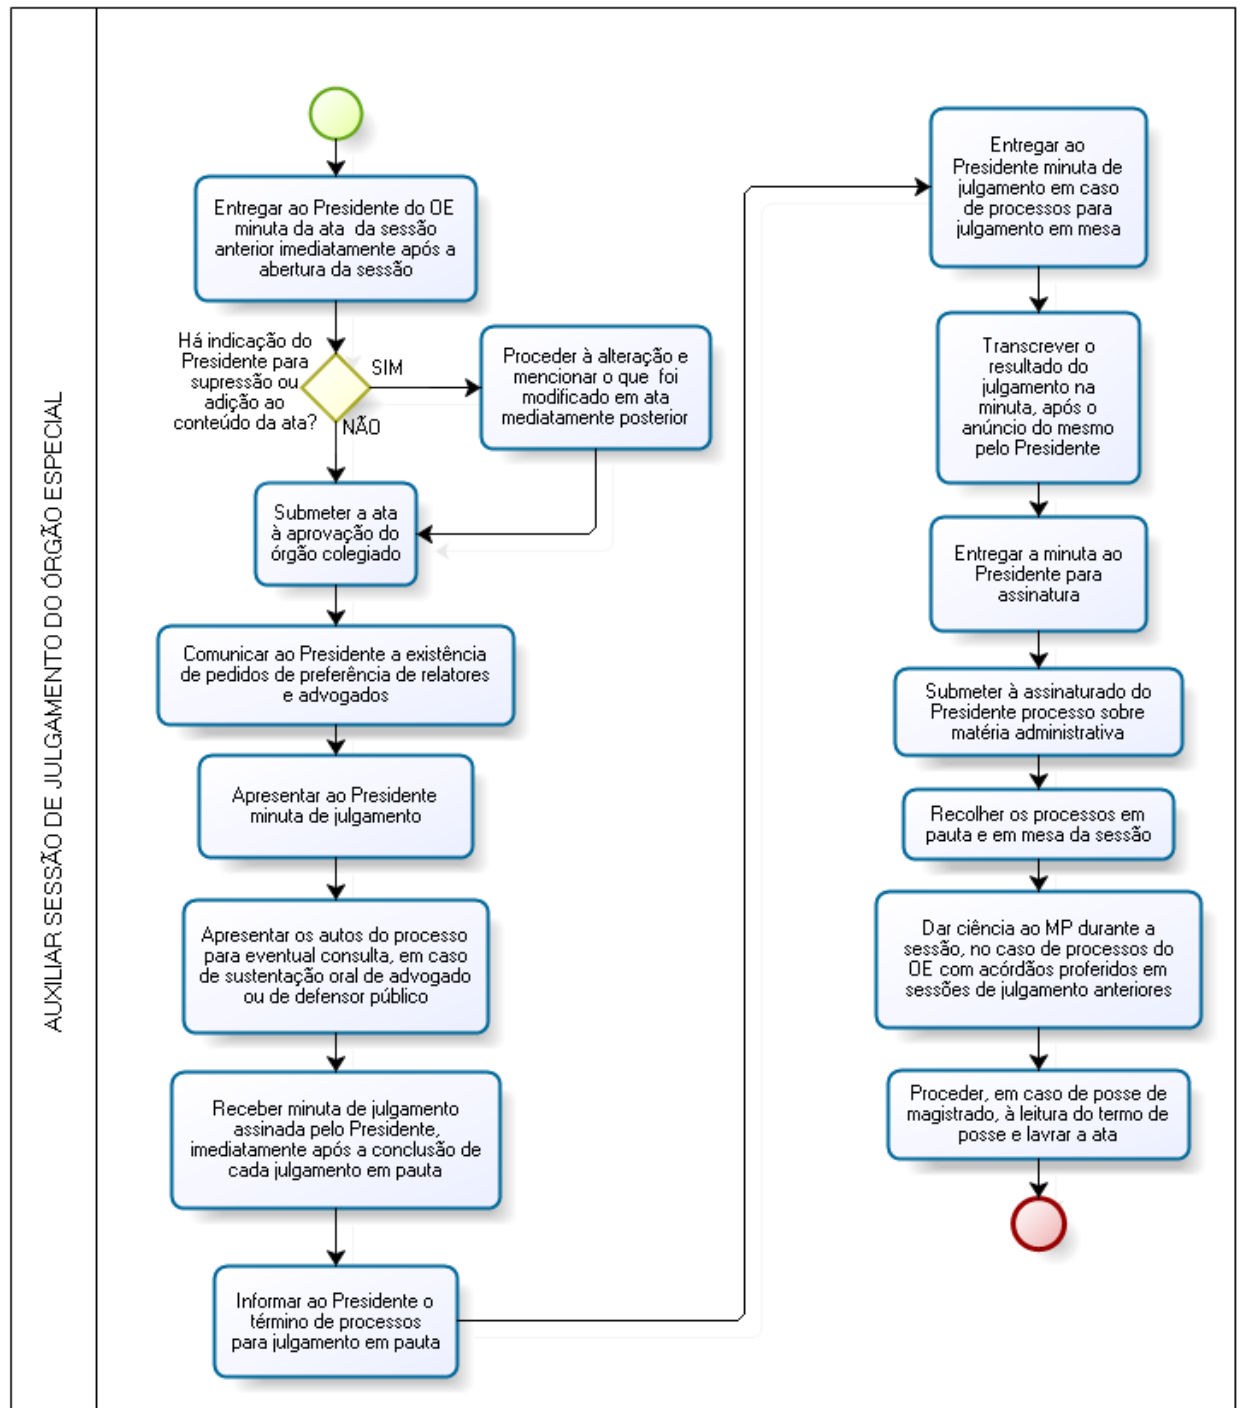 AUXILIAR SESSÃO DE JULGAMENTO DO ÓRGÃO ESPECIAL
Entregar ao Presidente do OE
minuta da ata da sessão
anterior imediatamente após a
abertura da sessão
Há indicação do
Presidente para
supressão ou
adição ao
conteúdo da ata?
SIM
NÃO
Proceder à alteração e
mencionar o que foi
modificado em ata
mediatamente posterior
Submeter a ata
à aprovação do
órgão colegiado
Comunicar ao Presidente a existência
de pedidos de preferência de relatores
e advogados
Apresentar ao Presidente
minuta de julgamento
Apresentar os autos do processo
para eventual consulta, em caso
de sustentação oral de advogado
ou de defensor público
Receber minuta de julgamento
assinada pelo Presidente,
imediatamente após a conclusão de
cada julgamento em pauta
Informar ao Presidente o
término de processos
para julgamento em pauta
Entregar ao
Presidente minuta de
julgamento em caso
de processos para
julgamento em mesa
Transcrever o
resultado do
julgamento na
minuta, após o
anúncio do mesmo
pelo Presidente
Entregar a minuta ao
Presidente para
assinatura
Submeter à assinaturado do
Presidente processo sobre
matéria administrativa
Recolher os processos em
pauta e em mesa da sessão
Dar ciência ao MP durante a
sessão, no caso de processos do
OE com acórdãos proferidos em
sessões de julgamento anteriores
Proceder, em caso de posse de
magistrado, à leitura do termo de
posse e lavrar a ata